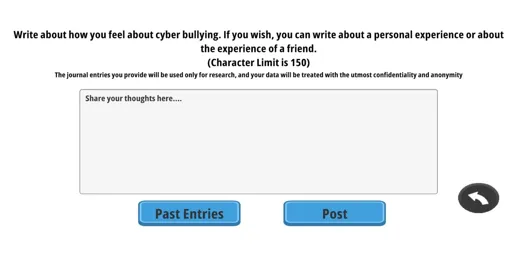 Write about how you feel about cyber bullying. If you wish, you can write about a personal experience or about
the experience of a friend.
(Character Limit is 150)
The journal entries you provide will be used only for research, and your data will be treated with the utmost confidentiality and anonymity
Share your thoughts here....
Past Entries
Post